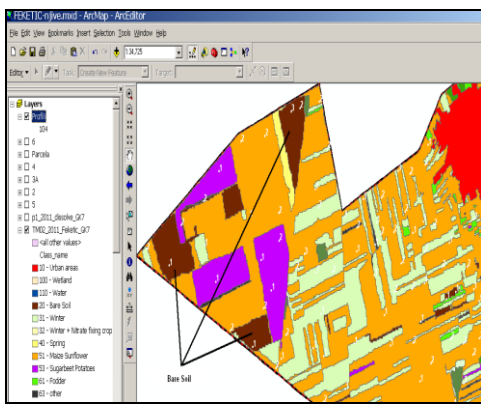 FEKETIC-njive.mxd - ArcMap - ArcEditor
File Edit View Bookmarks Insert Selection Tools Window Help
1:34,725
Editor Task: Create New Feature Target:
Layers
Profili
104
6
Parcela
4
3A
2
5
p1_2011_dissolve_GK7
TM02_2011_Feketic_GK7
<all other values>
Class_name
10 - Urban areas
100 - Wetland
110 - Water
20 - Bare Soil
31 - Winter
32 - Winter + Nitrate fixing crop
40 - Spring
50 - Maize Sunflower
51 - Sugarbeet Potatoes
61 - Fodder
63 - other
Bare Soil